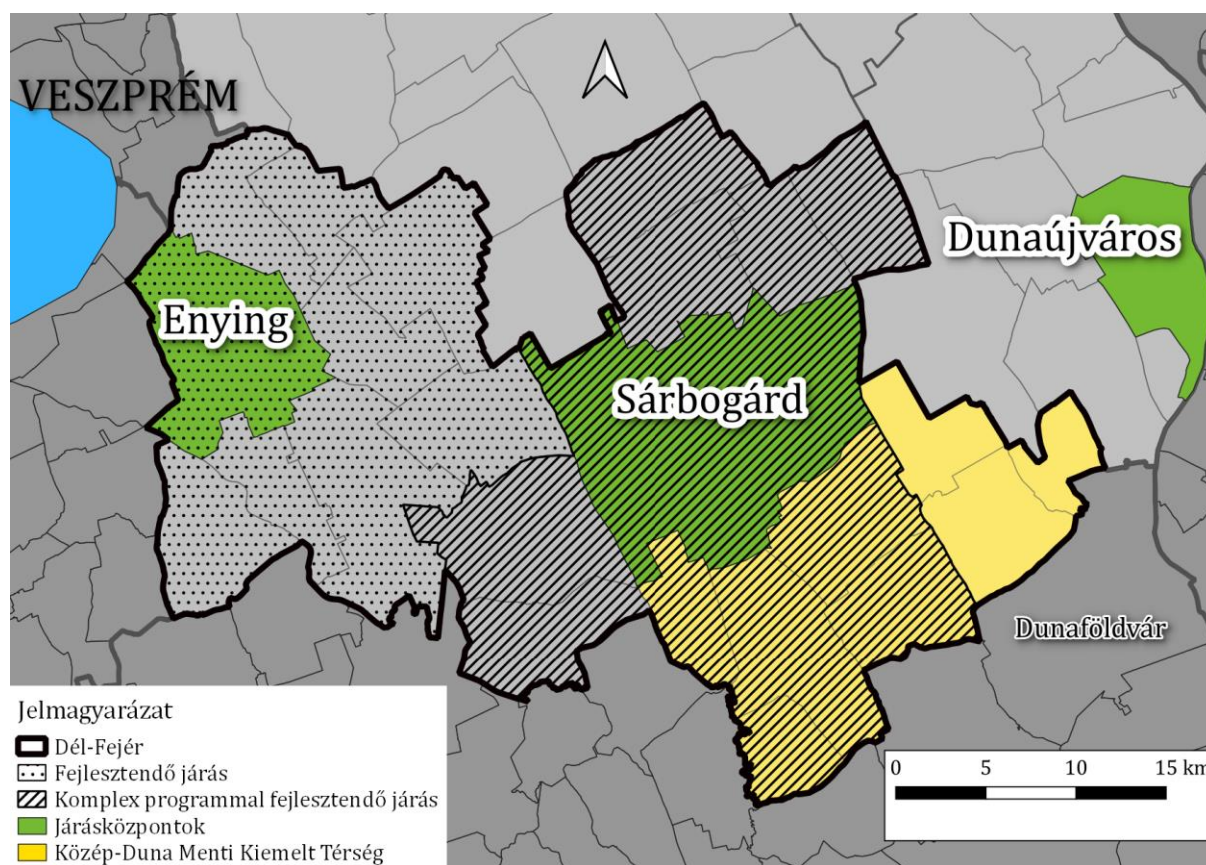 VESZPRÉM
Dunaújváros
Enying
Sárbogárd
Dunaföldvár
Jelmagyarázat
Dél-Fejér
Fejlesztendő járás
Komplex programmal fejlesztendő járás
Járásközpontok
Közép-Duna Menti Kiemelt Térség
0 5 10 15 km